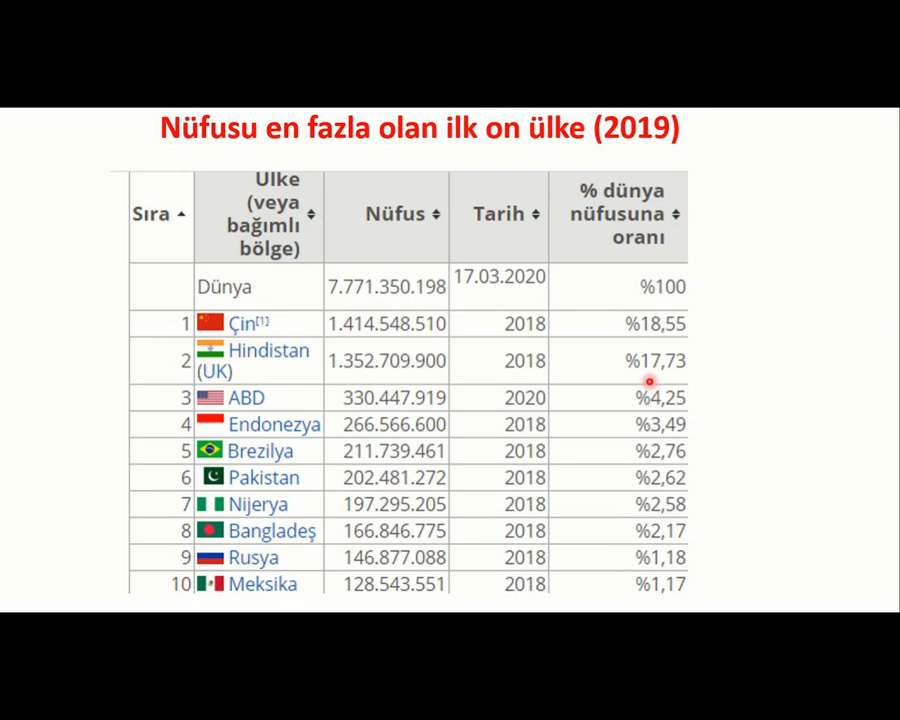 Nüfusu en fazla olan ilk on ülke (2019)
Sıra Ülke (veya bağımlı bölge) Nüfus Tarih % dünya nüfusuna oranı
Dünya 7.771.350.198 17.03.2020 %100
1 Çin[1] 1.414.548.510 2018 %18,55
2 Hindistan (UK) 1.352.709.900 2018 %17,73
3 ABD 330.447.919 2020 %4,25
4 Endonezya 266.566.600 2018 %3,49
5 Brezilya 211.739.461 2018 %2,76
6 Pakistan 202.481.272 2018 %2,62
7 Nijerya 197.295.205 2018 %2,58
8 Bangladeş 166.846.775 2018 %2,17
9 Rusya 146.877.088 2018 %1,18
10 Meksika 128.543.551 2018 %1,17